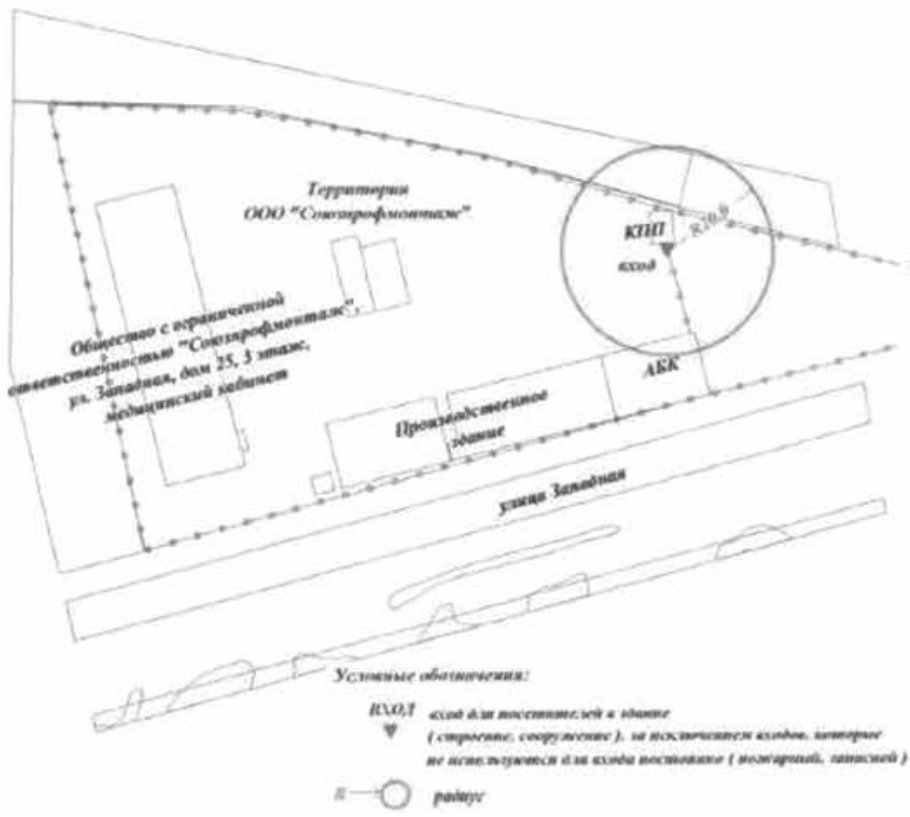 Территория
ООО "Союзпрофмонтаж"
КПП
вход
R20,0
Общество с ограниченной
ответственностью "Союзпрофмонтаж",
ул. Западная, дом 25, 3 этаж,
медицинский кабинет
АБК
Производственное
здание
улица Западная
Условные обозначения:
ВХОД вход для посетителей в здание
(строение, сооружение), за исключением входов, которые
не используются для входа постоянно (пожарный, запасной)
R радиус